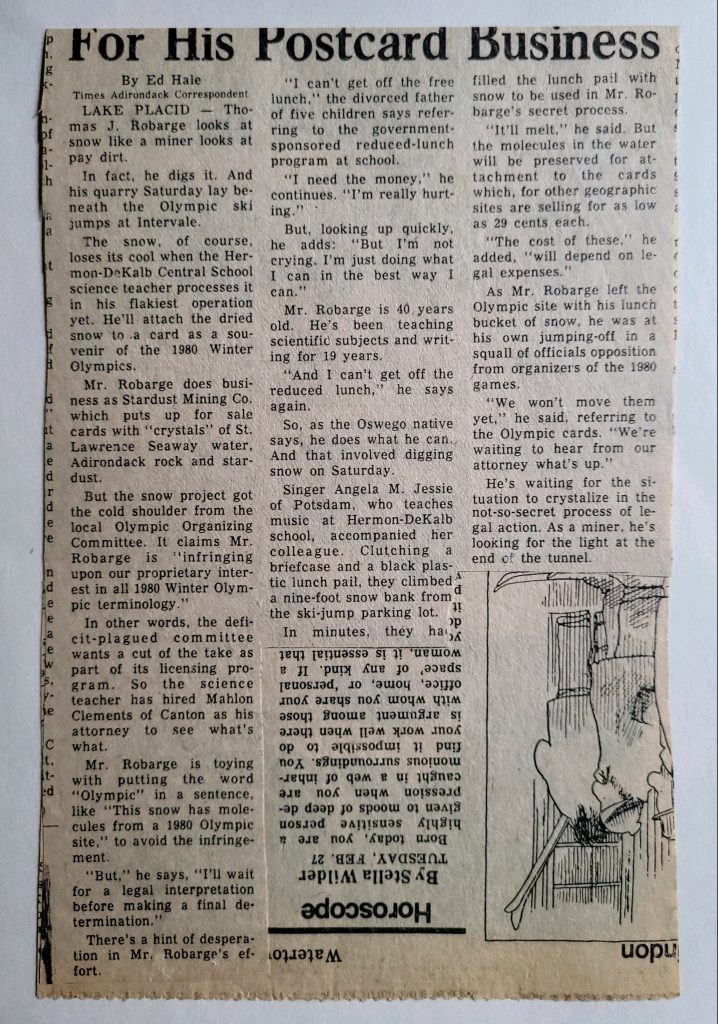 For His Postcard Business
By Ed Hale
Times Adirondack Correspondent
LAKE PLACID — Tho-
mas J. Robarge looks at
snow like a miner looks at
pay dirt.
In fact, he digs it. And
his quarry Saturday lay be-
neath the Olympic ski
jumps at Intervale.
The snow, of course,
loses its cool when the Her-
mon-DeKalb Central School
science teacher processes it
in his flakiest operation
yet. He'll attach the dried
snow to a card as a sou-
venir of the 1980 Winter
Olympics.
Mr. Robarge does busi-
ness as Stardust Mining Co.
which puts up for sale
cards with "crystals" of St.
Lawrence Seaway water,
Adirondack rock and star-
dust.
But the snow project got
the cold shoulder from the
local Olympic Organizing
Committee. It claims Mr.
Robarge is "infringing
upon our proprietary inter-
est in all 1980 Winter Olym-
pic terminology."
In other words, the defi-
cit-plagued committee
wants a cut of the take as
part of its licensing pro-
gram. So the science
teacher has hired Mahlon
Clements of Canton as his
attorney to see what's
what.
Mr. Robarge is toying
with putting the word
"Olympic" in a sentence,
like "This snow has mole-
cules from a 1980 Olympic
site," to avoid the infringe-
ment.
"But," he says, "I'll wait
for a legal interpretation
before making a final de-
termination."
There's a hint of despera-
tion in Mr. Robarge's ef-
fort.
"I can't get off the free
lunch," the divorced father
of five children says refer-
ring to the government-
sponsored reduced-lunch
program at school.
"I need the money," he
continues. "I'm really hurt-
ing."
But, looking up quickly,
he adds: "But I'm not
crying. I'm just doing what
I can in the best way I
can."
Mr. Robarge is 40 years
old. He's been teaching
scientific subjects and writ-
ing for 19 years.
"And I can't get off the
reduced lunch," he says
again.
So, as the Oswego native
says, he does what he can.
And that involved digging
snow on Saturday.
Singer Angela M. Jessie
of Potsdam, who teaches
music at Hermon-DeKalb
school, accompanied her
colleague. Clutching a
briefcase and a black plas-
tic lunch pail, they climbed
a nine-foot snow bank from
the ski-jump parking lot.
In minutes, they had
filled the lunch pail with
snow to be used in Mr. Ro-
barge's secret process.
"It'll melt," he said. But
the molecules in the water
will be preserved for at-
tachment to the cards
which, for other geographic
sites are selling for as low
as 29 cents each.
"The cost of these," he
added, "will depend on le-
gal expenses."
As Mr. Robarge left the
Olympic site with his lunch
bucket of snow, he was at
his own jumping-off in a
squall of officials opposition
from organizers of the 1980
games.
"We won't move them
yet," he said, referring to
the Olympic cards. "We're
waiting to hear from our
attorney what's up."
He's waiting for the si-
tuation to crystalize in the
not-so-secret process of le-
gal action. As a miner, he's
looking for the light at the
end of the tunnel.
Horoscope
By Stella Wilder
TUESDAY, FEB. 27
Born today, you are a
highly sensitive person
given to moods of deep de-
pression when you are
caught in a web of inhar-
monious surroundings. You
find it impossible to do
your work well when there
is argument among those
with whom you share your
office, home, or personal
space, of any kind. If a
woman, it is essential that